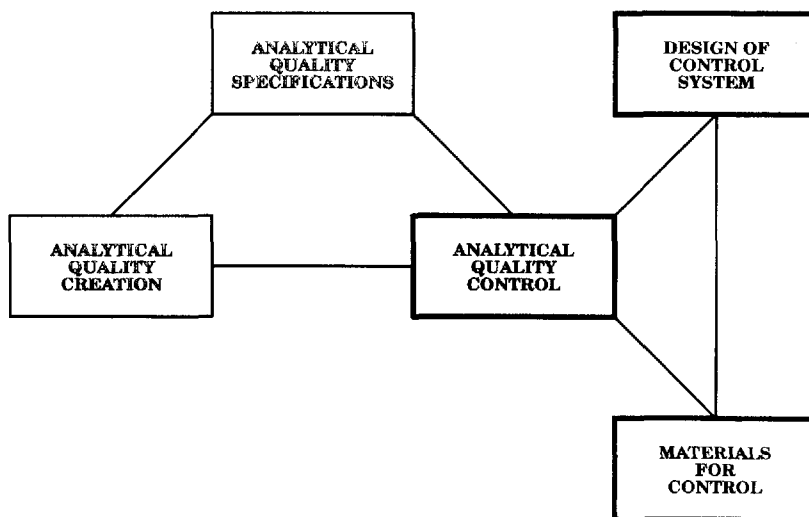 ANALYTICAL
QUALITY
SPECIFICATIONS
DESIGN OF
CONTROL
SYSTEM
ANALYTICAL
QUALITY
CREATION
ANALYTICAL
QUALITY
CONTROL
MATERIALS
FOR
CONTROL